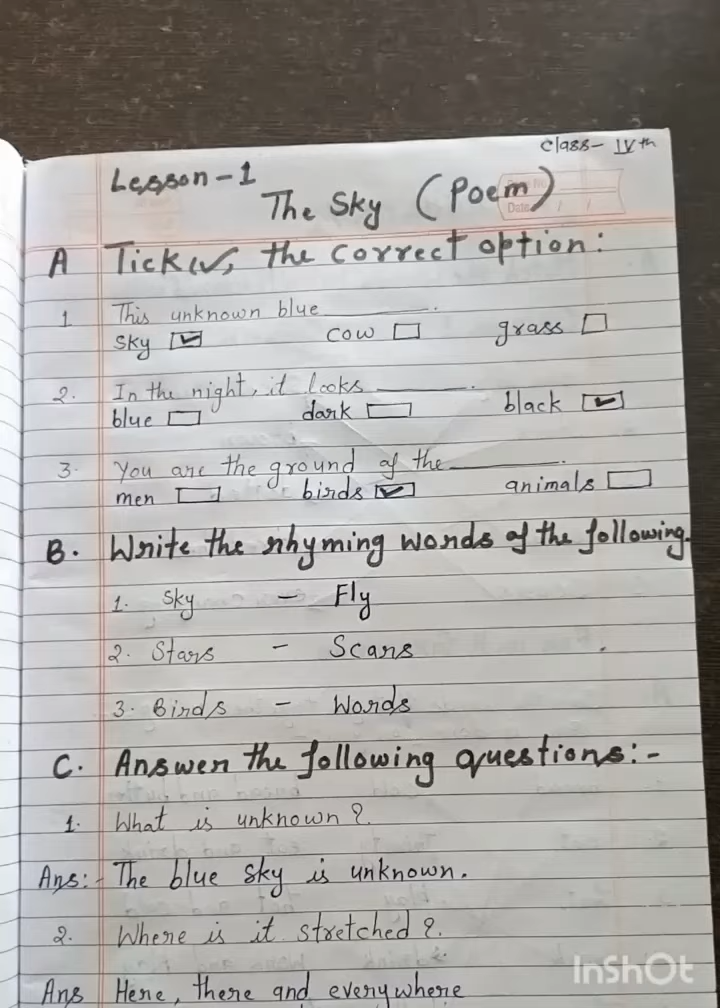 Class- IVth
Lesson-1
The Sky (Poem)
Date / /
A Tick (✓) the correct option:
1 This unknown blue ______.
sky ☑ cow ☐ grass ☐
2. In the night, it looks ______.
blue ☐ dark ☐ black ☑
3. You are the ground of the ______.
men ☐ birds ☑ animals ☐
B. Write the rhyming words of the following.
1. Sky - Fly
2. Stars - Scars
3. Birds - Words
C. Answer the following questions:-
1. What is unknown?
Ans:- The blue sky is unknown.
2. Where is it stretched?
Ans Here, there and everywhere
InShOt